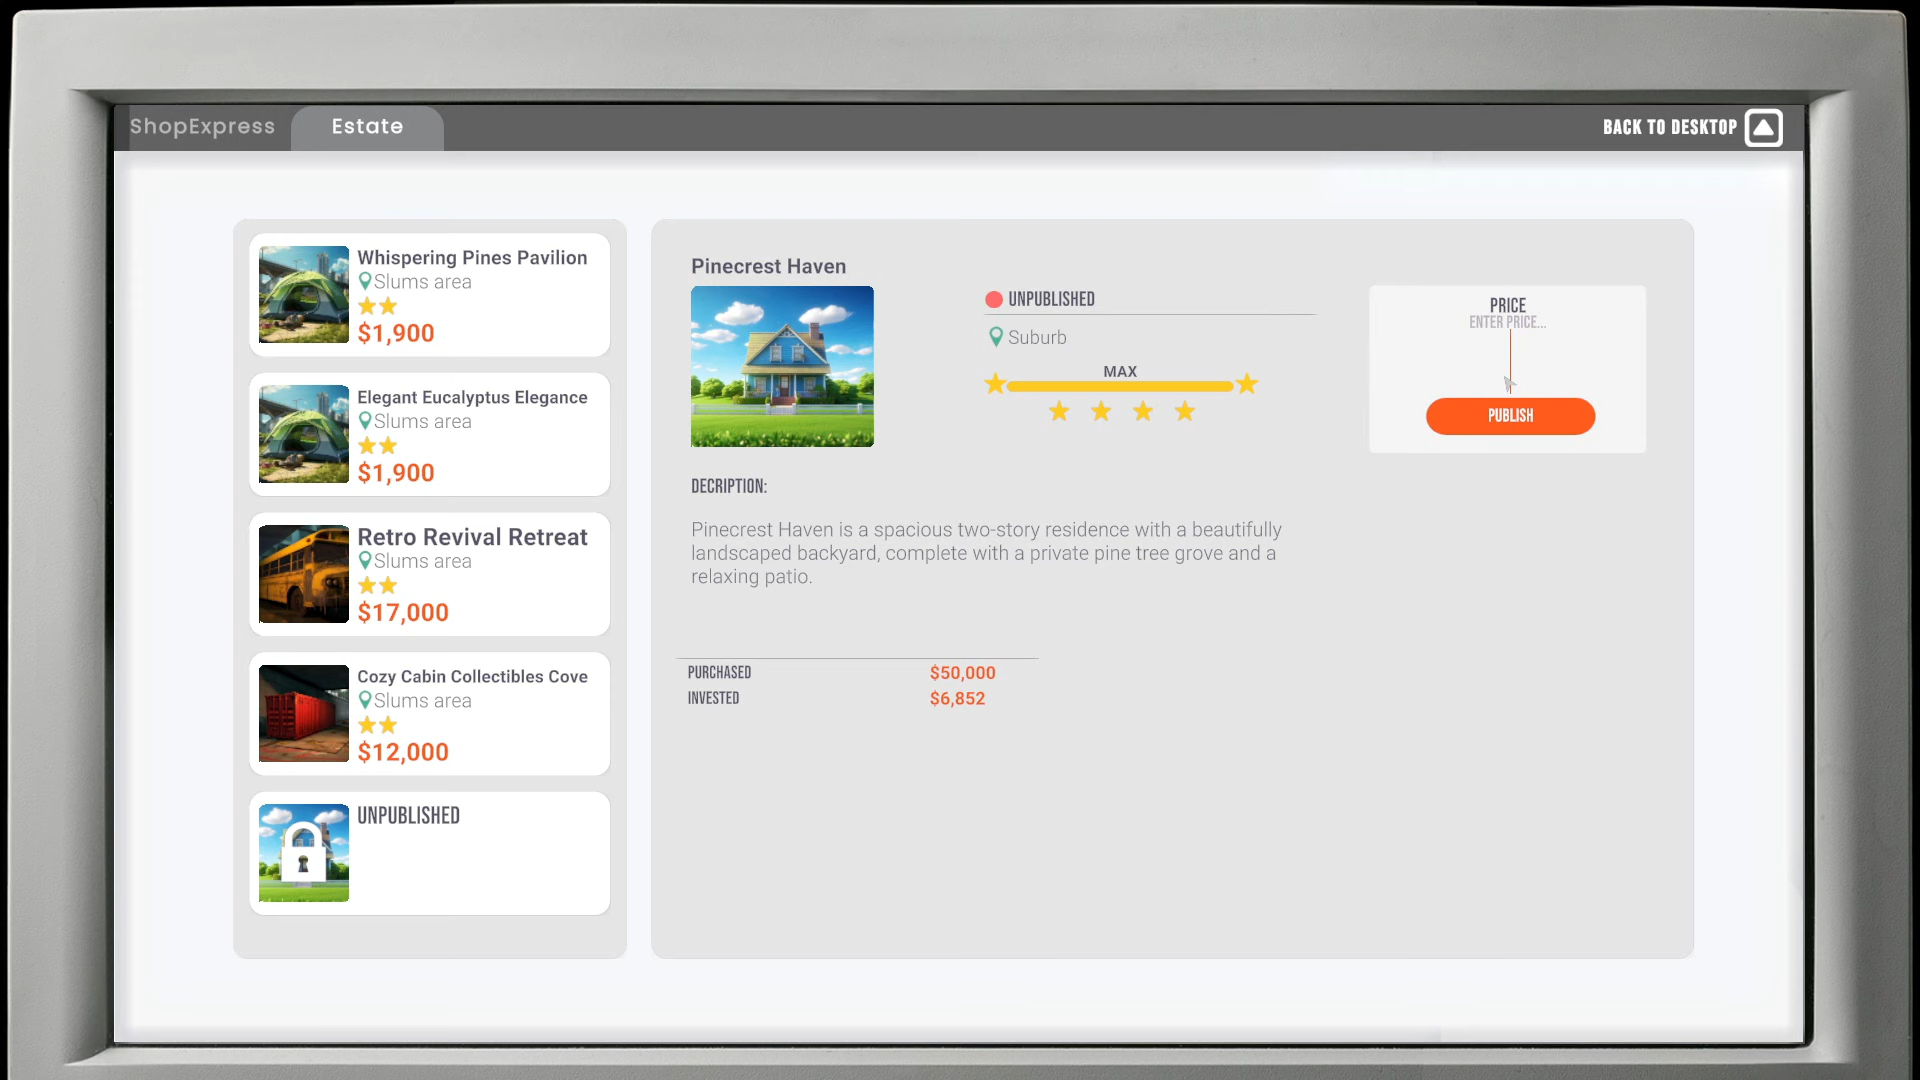 ShopExpress
Estate
BACK TO DESKTOP
Whispering Pines Pavilion
Slums area
$1,900
Elegant Eucalyptus Elegance
Slums area
$1,900
Retro Revival Retreat
Slums area
$17,000
Cozy Cabin Collectibles Cove
Slums area
$12,000
UNPUBLISHED
Pinecrest Haven
UNPUBLISHED
Suburb
MAX
PRICE
ENTER PRICE...
PUBLISH
DECRIPTION:
Pinecrest Haven is a spacious two-story residence with a beautifully
landscaped backyard, complete with a private pine tree grove and a
relaxing patio.
PURCHASED $50,000
INVESTED $6,852